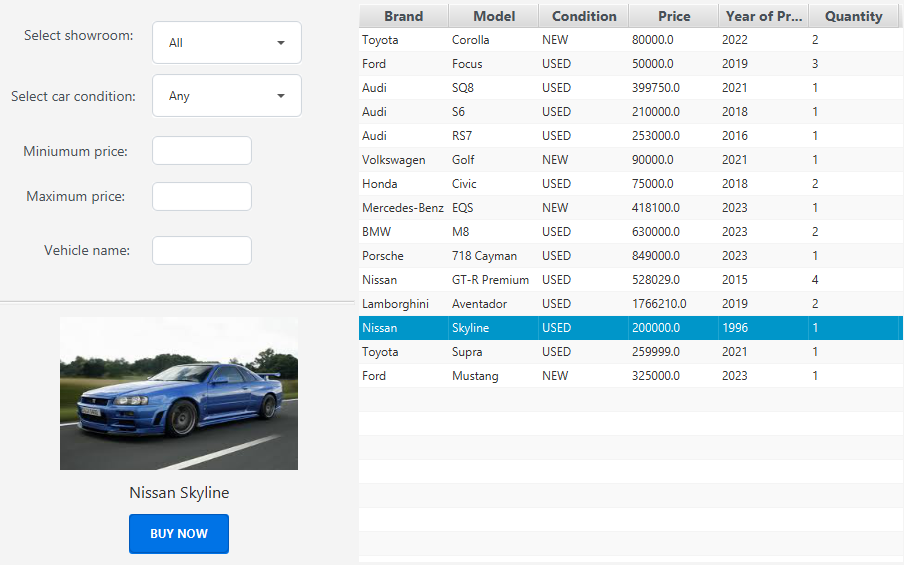 Select showroom: All
Select car condition: Any
Miniumum price:
Maximum price:
Vehicle name:
Nissan Skyline
BUY NOW
Brand Model Condition Price Year of Pr... Quantity
Toyota Corolla NEW 80000.0 2022 2
Ford Focus USED 50000.0 2019 3
Audi SQ8 USED 399750.0 2021 1
Audi S6 USED 210000.0 2018 1
Audi RS7 USED 253000.0 2016 1
Volkswagen Golf NEW 90000.0 2021 1
Honda Civic USED 75000.0 2018 2
Mercedes-Benz EQS NEW 418100.0 2023 1
BMW M8 USED 630000.0 2023 2
Porsche 718 Cayman USED 849000.0 2023 1
Nissan GT-R Premium USED 528029.0 2015 4
Lamborghini Aventador USED 1766210.0 2019 2
Nissan Skyline USED 200000.0 1996 1
Toyota Supra USED 259999.0 2021 1
Ford Mustang NEW 325000.0 2023 1